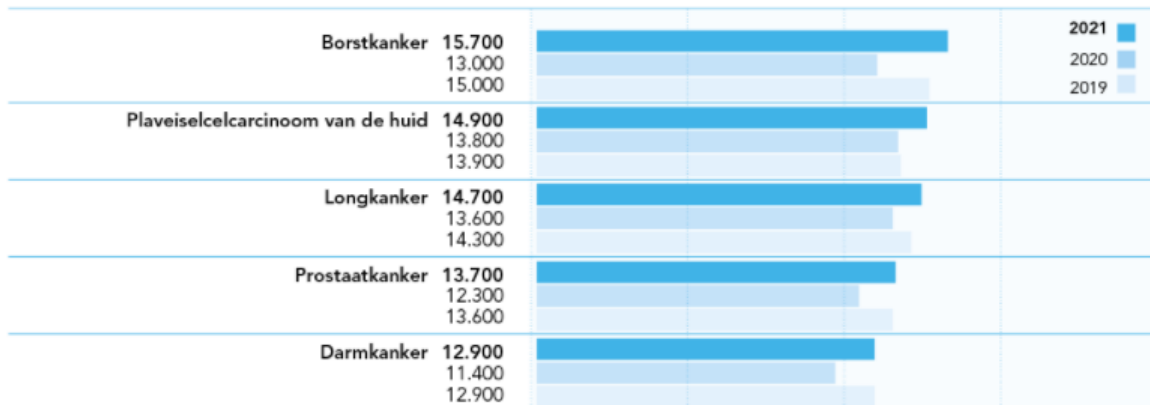 Borstkanker 15.700
13.000
15.000
2021
2020
2019
Plaveiselcelcarcinoom van de huid 14.900
13.800
13.900
Longkanker 14.700
13.600
14.300
Prostaatkanker 13.700
12.300
13.600
Darmkanker 12.900
11.400
12.900